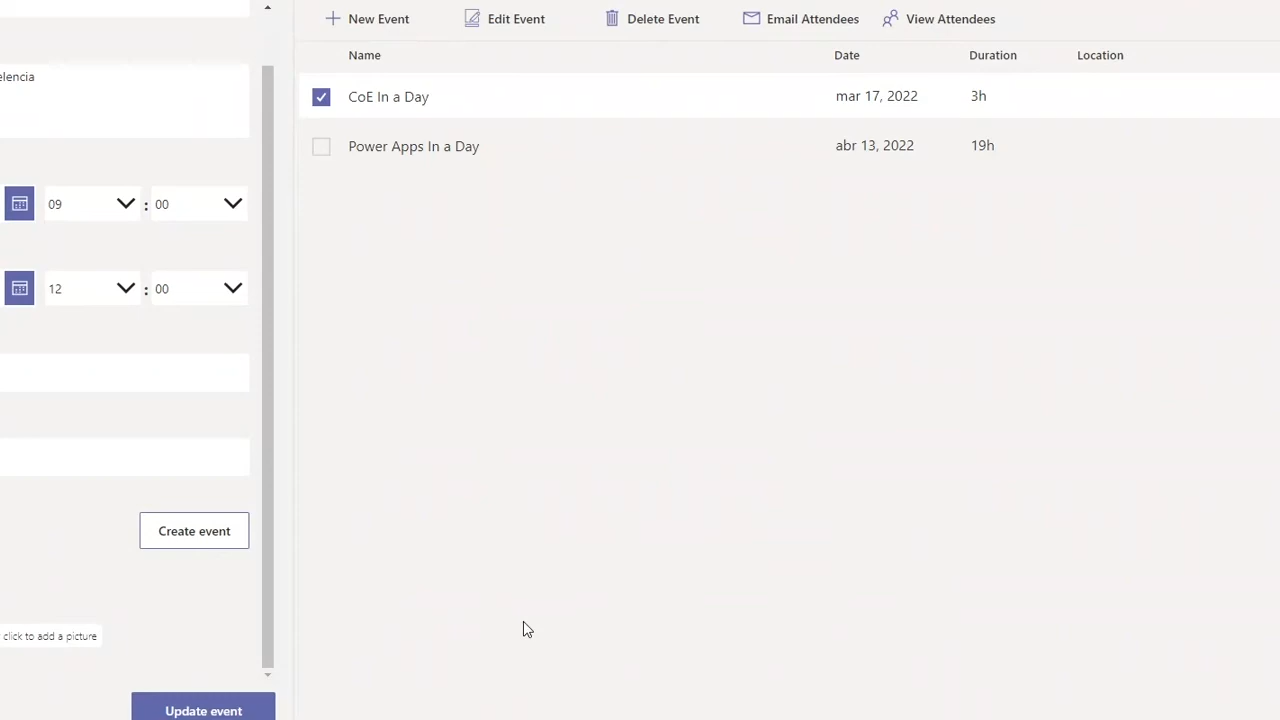 New Event
Edit Event
Delete Event
Email Attendees
View Attendees
Name
Date
Duration
Location
CoE In a Day
mar 17, 2022
3h
Power Apps In a Day
abr 13, 2022
19h
elencia
09
:
00
12
:
00
Create event
click to add a picture
Update event